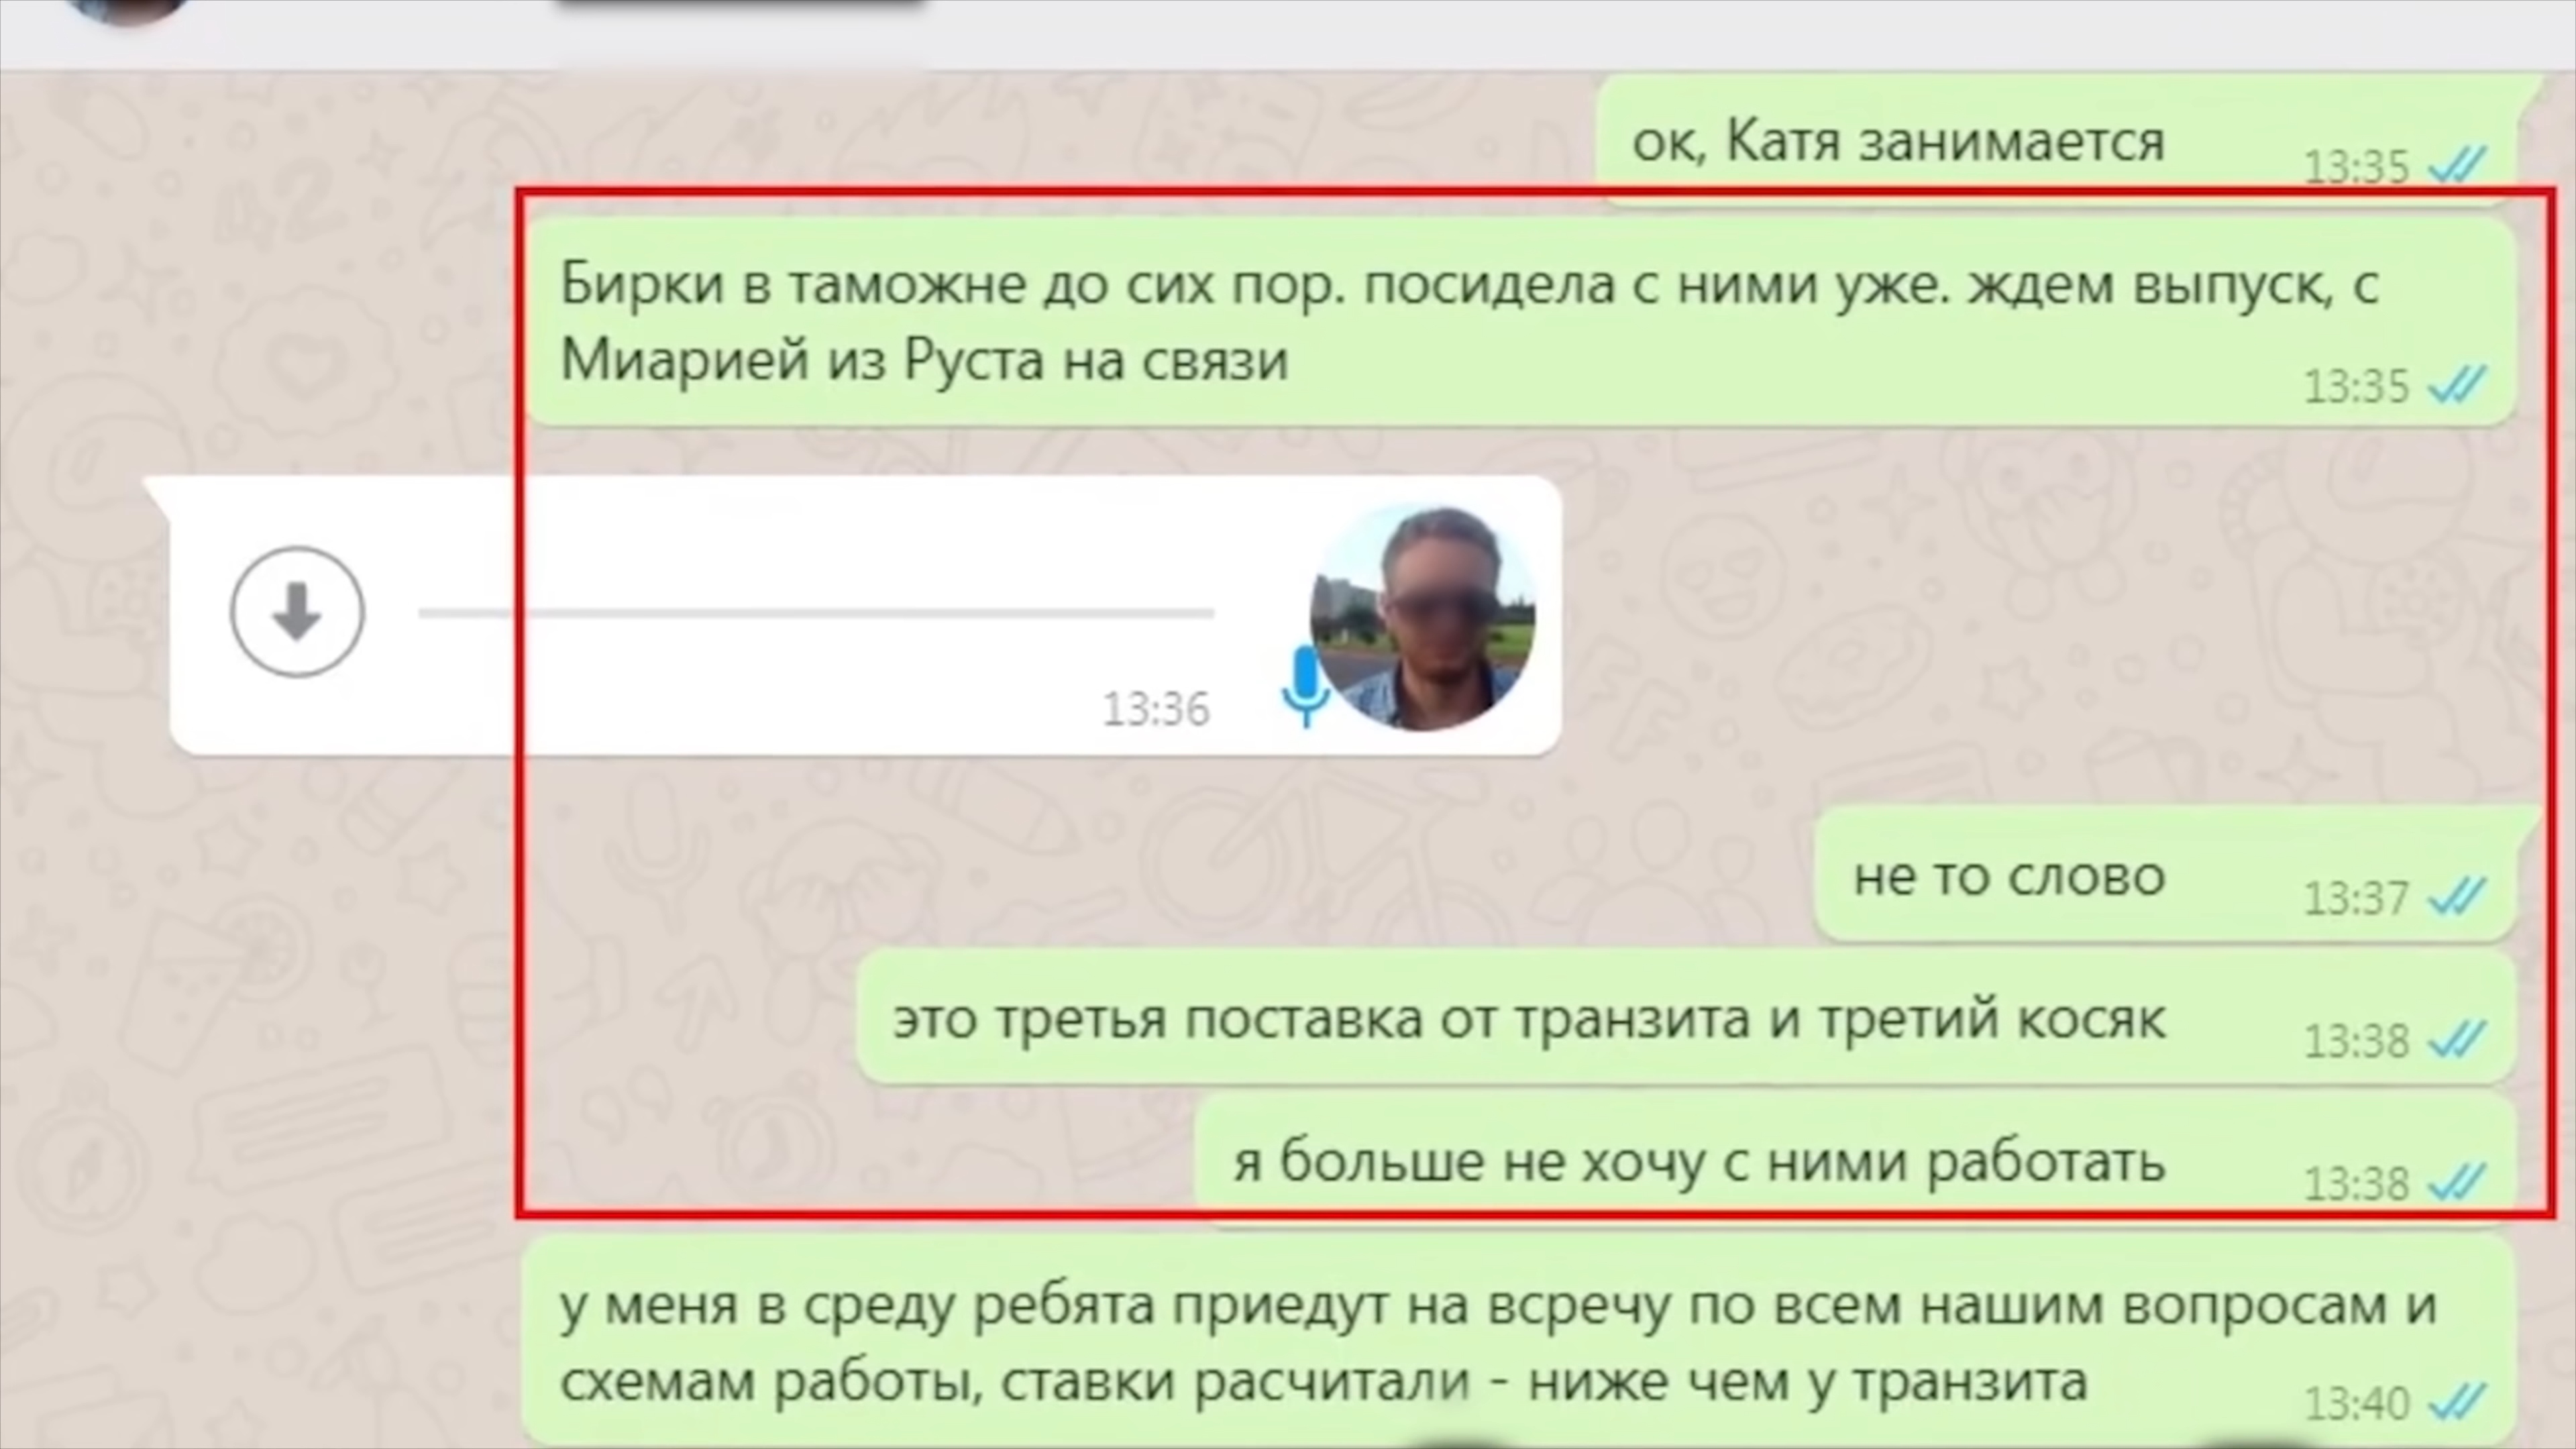 ок, Катя занимается
13:35
Бирки в таможне до сих пор. посидела с ними уже. ждем выпуск, с
Миарией из Руста на связи
13:35
13:36
не то слово
13:37
это третья поставка от транзита и третий косяк
13:38
я больше не хочу с ними работать
13:38
у меня в среду ребята приедут на всречу по всем нашим вопросам и
схемам работы, ставки расчитали - ниже чем у транзита
13:40